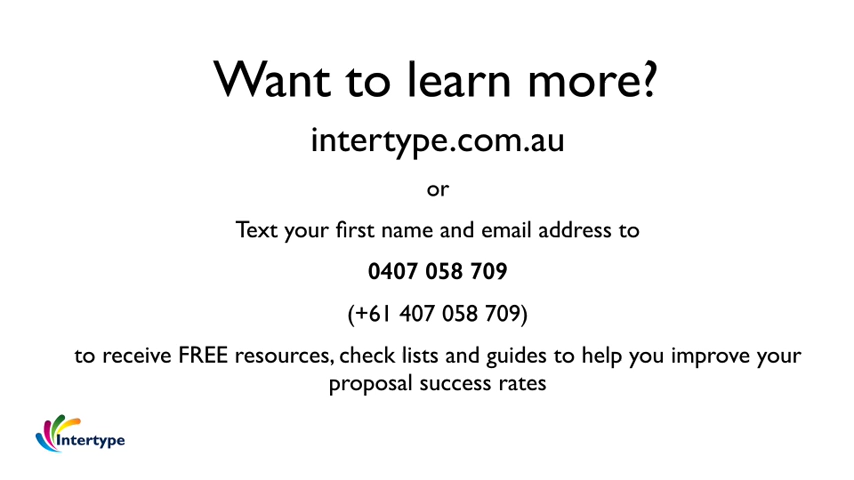 Want to learn more?
intertype.com.au
or
Text your first name and email address to
0407 058 709
(+61 407 058 709)
to receive FREE resources, check lists and guides to help you improve your
proposal success rates
Intertype